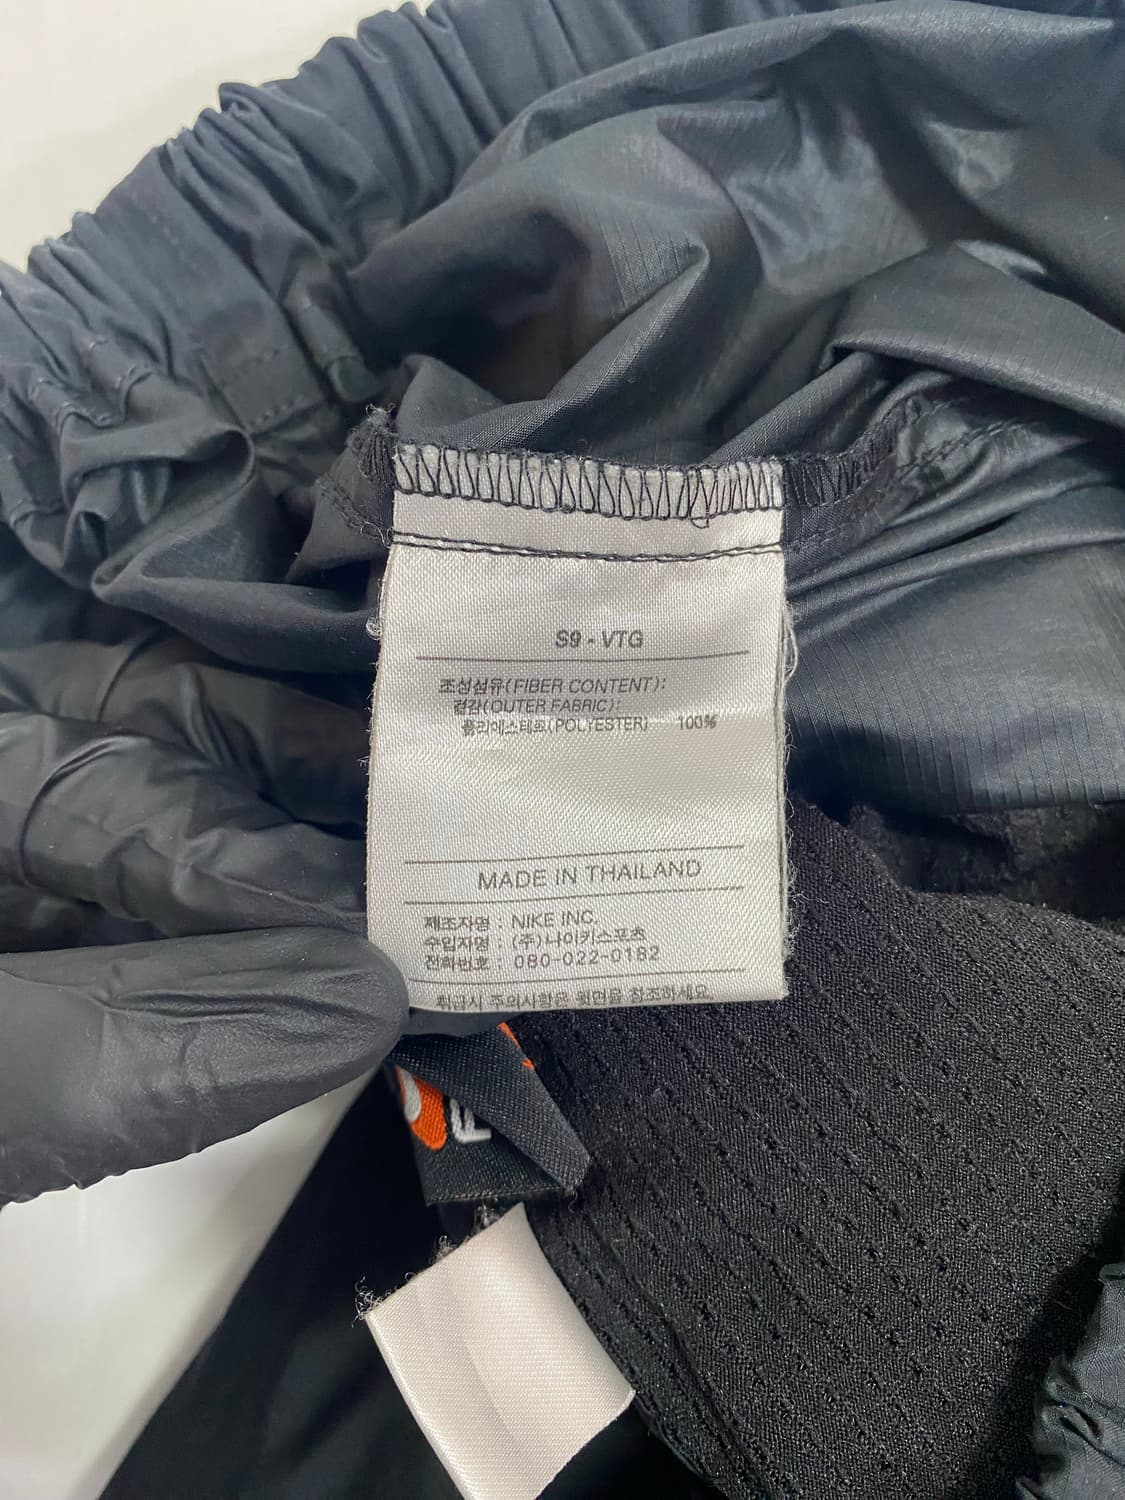 S9 - VTG
조성섬유(FIBER CONTENT):
겉감(OUTER FABRIC):
폴리에스테르(POLYESTER) 100%
MADE IN THAILAND
제조자명 : NIKE INC.
수입자명 : (주)나이키스포츠
전화번호 : 080-022-0182
취급시 주의사항은 뒷면을 참조하세요